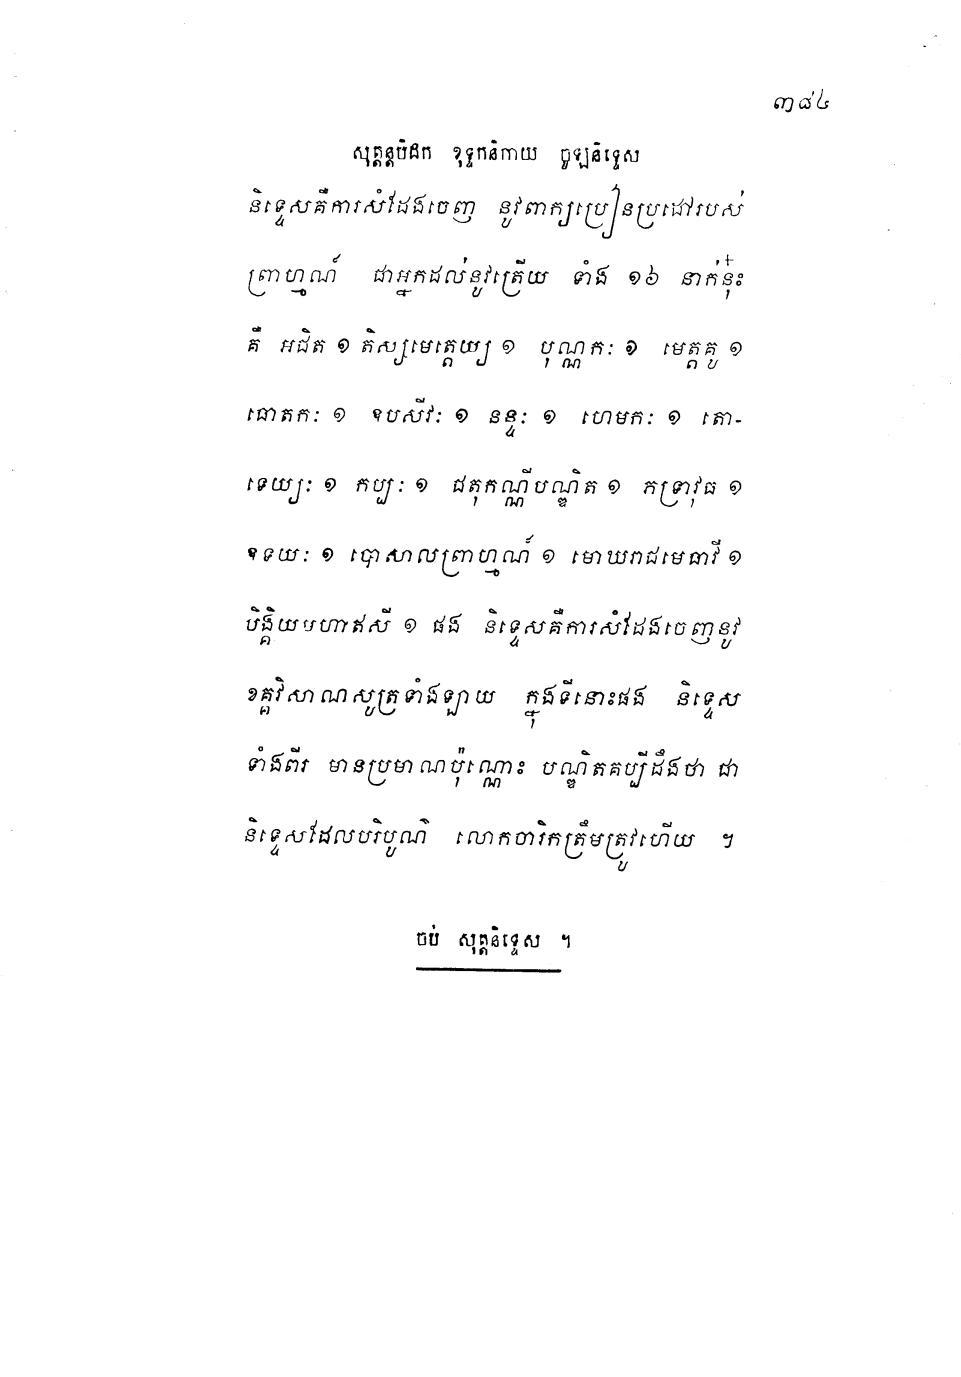 ៣៨៤
សុត្តន្តបិដក ខុទ្ទកនិកាយ ចូឡនិទ្ទេស
និទ្ទេសគឺការសំដែងចេញ នូវពាក្យប្រៀនប្រដៅរបស់
ព្រាហ្មណ៍ ជាអ្នកដល់នូវត្រើយ ទាំង ១៦ នាក់នុ៎ះ
គឺ អជិត ១ តិស្សមេត្តេយ្យ ១ បុណ្ណកៈ ១ មេត្តគូ ១
ធោតកៈ ១ ឧបសីវៈ ១ នន្ទៈ ១ ហេមកៈ ១ តោ-
ទេយ្យៈ ១ កប្បៈ ១ ជតុកណ្ណីបណ្ឌិត ១ ភទ្រាវុធ ១
ឧទយៈ ១ បោសាលព្រាហ្មណ៍ ១ មោឃរាជមេធាវី ១
បិង្គិយមហាឥសី ១ ផង និទ្ទេសគឺការសំដែងចេញនូវ
ខគ្គវិសាណសូត្រទាំងឡាយ ក្នុងទីនោះផង និទ្ទេស
ទាំងពីរ មានប្រមាណប៉ុណ្ណោះ បណ្ឌិតគប្បីដឹងថា ជា
និទ្ទេសដែលបរិបូណ៌ លោកចារិកត្រឹមត្រូវហើយ ។
ចប់ សុត្តនិទ្ទេស ។